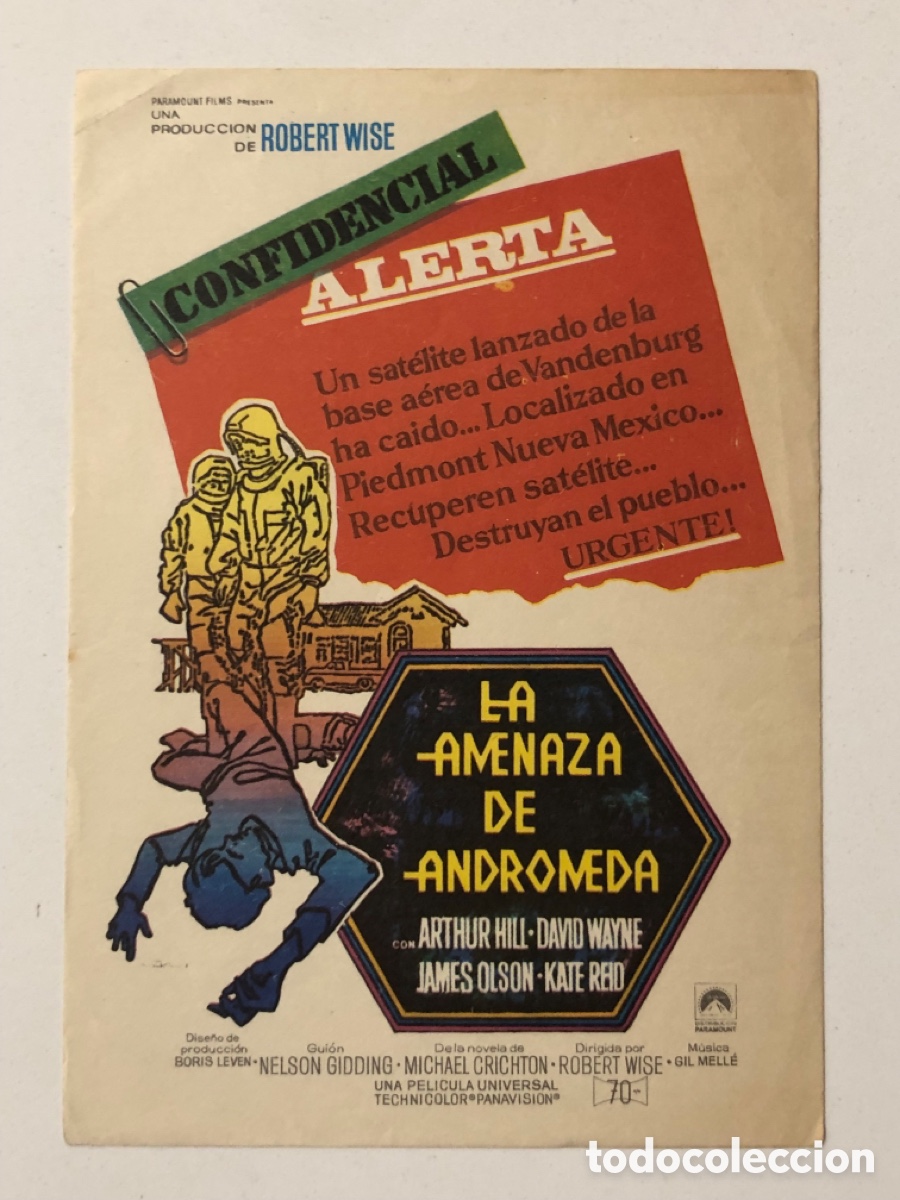 PARAMOUNT FILMS PRESENTA
UNA
PRODUCCION
DE ROBERT WISE
CONFIDENCIAL
ALERTA
Un satélite lanzado de la
base aérea de Vandenburg
ha caido... Localizado en
Piedmont Nueva Mexico...
Recuperen satélite...
Destruyan el pueblo...
URGENTE!
LA
AMENAZA
DE
ANDROMEDA
CON ARTHUR HILL · DAVID WAYNE
JAMES OLSON · KATE REID
DISTRIBUCION
PARAMOUNT
Diseño de
producción
BORIS LEVEN ·
Guión
NELSON GIDDING ·
De la novela de
MICHAEL CRICHTON ·
Dirigida por
ROBERT WISE ·
Música
GIL MELLÉ
UNA PELICULA UNIVERSAL
TECHNICOLOR® PANAVISION®
70
todocoleccion